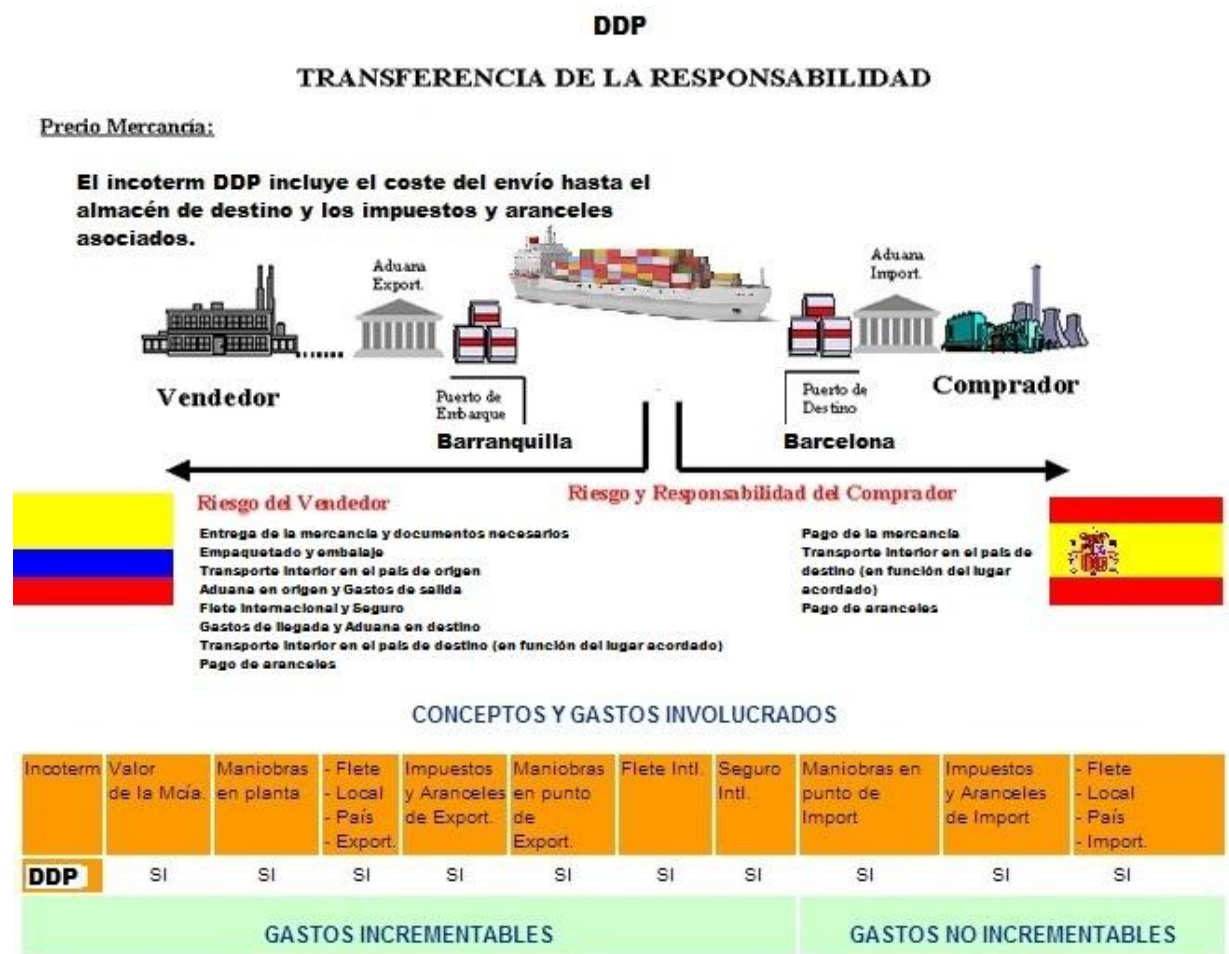 DDP
TRANSFERENCIA DE LA RESPONSABILIDAD
Precio Mercancía:
El incoterm DDP incluye el coste del envío hasta el
almacén de destino y los impuestos y aranceles
asociados.
Aduana
Export.
Aduana
Import.
Vendedor
Puerto de
Embarque
Puerto de
Destino
Comprador
Barranquilla
Barcelona
Riesgo del Vendedor
Entrega de la mercancía y documentos necesarios
Empaquetado y embalaje
Transporte interior en el país de origen
Aduana en origen y Gastos de salida
Flete internacional y Seguro
Gastos de llegada y Aduana en destino
Transporte interior en el país de destino (en función del lugar acordado)
Pago de aranceles
Riesgo y Responsabilidad del Comprador
Pago de la mercancía
Transporte interior en el país de
destino (en función del lugar
acordado)
Pago de aranceles
CONCEPTOS Y GASTOS INVOLUCRADOS
Incoterm
Valor
de la Mcía.
Maniobras
en planta
- Flete
- Local
- País
- Export.
Impuestos
y Aranceles
de Export.
Maniobras
en punto
de
Export.
Flete Intl.
Seguro
Intl.
Maniobras en
punto de
Import
Impuestos
y Aranceles
de Import
- Flete
- Local
- País
- Import.
DDP SI SI SI SI SI SI SI SI SI SI
GASTOS INCREMENTABLES
GASTOS NO INCREMENTABLES